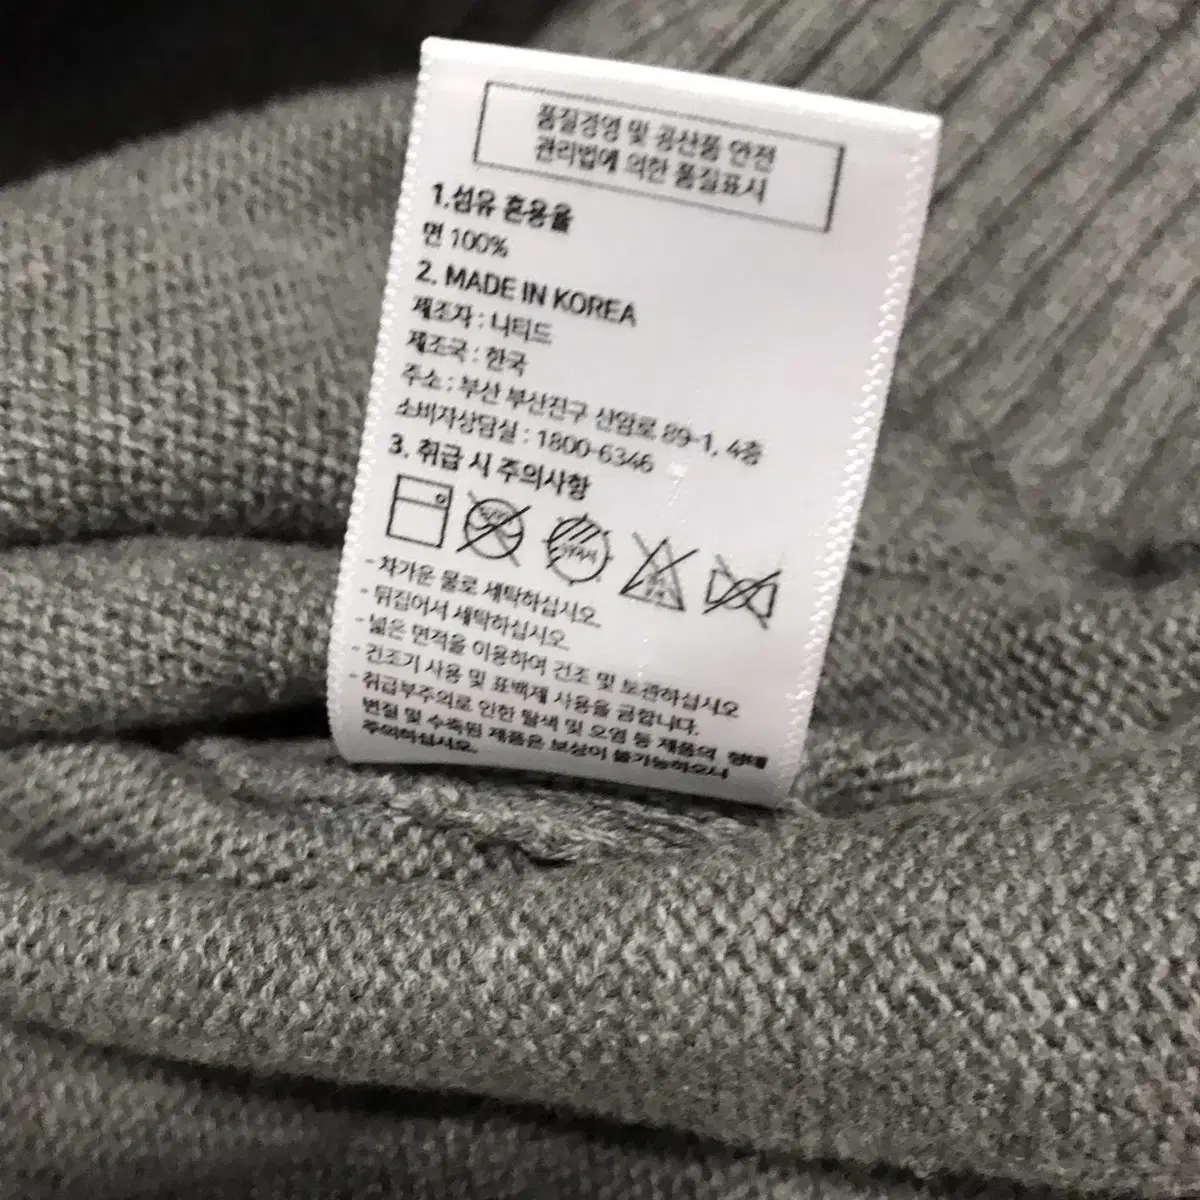 품질경영 및 공산품 안전
관리법에 의한 품질표시
1.섬유 혼용율
면 100%
2. MADE IN KOREA
제조자 : 니티드
제조국 : 한국
주소 : 부산 부산진구 신암로 89-1, 4층
소비자상담실 : 1800-6346
3. 취급 시 주의사항
- 차가운 물로 세탁하십시오.
- 뒤집어서 세탁하십시오.
- 넓은 면적을 이용하여 건조 및 보관하십시오
- 건조기 사용 및 표백제 사용을 금합니다.
- 취급부주의로 인한 탈색 및 오염 등 제품의 형태
변질 및 수축된 제품은 보상이 불가능하오니
주의하십시오.